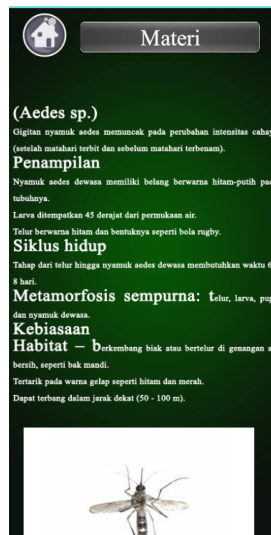 Materi
(Aedes sp.)
Gigitan nyamuk aedes memuncak pada perubahan intensitas
(setelah matahari terbit dan sebelum matahari terbenam).
Penampilan
Nyamuk aedes dewasa memiliki belang berwarna hitam-putih
tubuhnya.
Larva ditempatkan 45 derajat dari permukaan air.
Telur berwarna hitam dan bentuknya seperti bola rugby.
Siklus hidup
Tahap dari telur hingga nyamuk aedes dewasa membutuhkan waktu 6
8 hari.
Metamorfosis sempurna: telur, larva,
dan nyamuk dewasa.
Kebiasaan
Habitat – berkembang biak atau bertelur di genangan
bersih, seperti bak mandi.
Tertarik pada warna gelap seperti hitam dan merah.
Dapat terbang dalam jarak dekat (50 - 100 m).